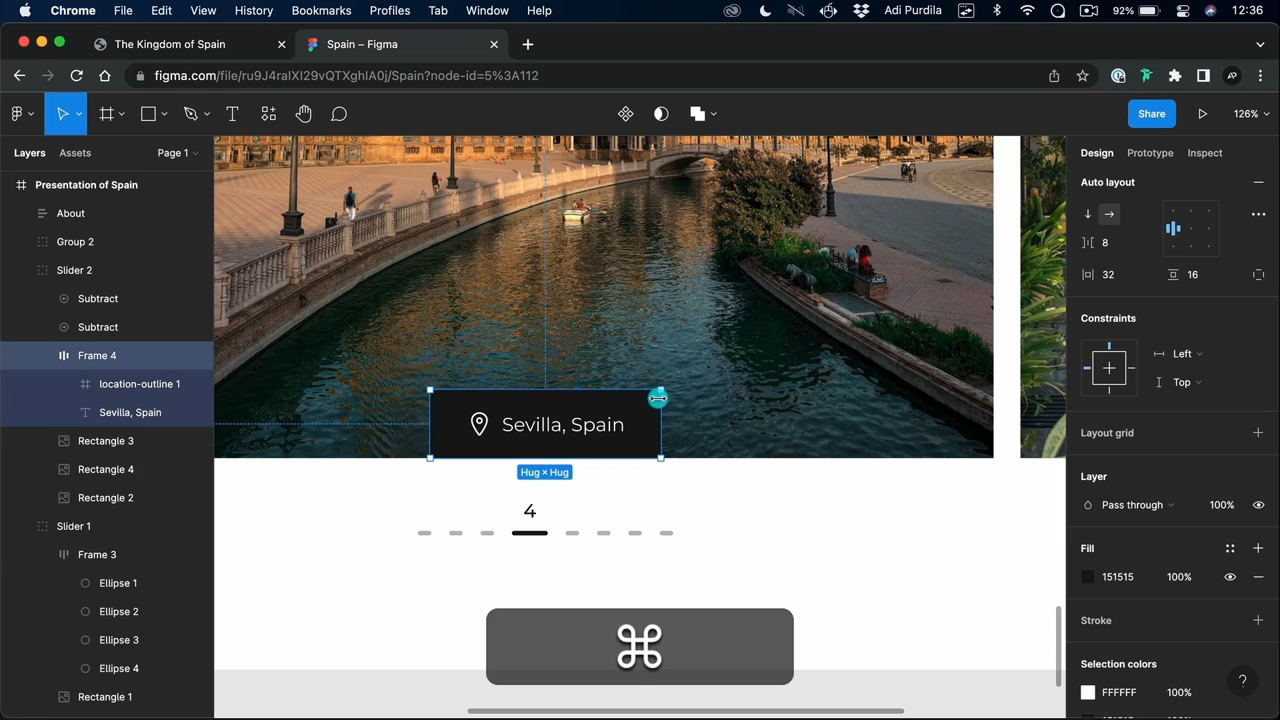 Chrome File Edit View History Bookmarks Profiles Tab Window Help Adi Purdila 92% 12:36
The Kingdom of Spain
Spain – Figma
figma.com/file/ru9J4raIXI29vQTXghIA0j/Spain?node-id=5%3A112
Share
126%
Layers Assets Page 1
Presentation of Spain
About
Group 2
Slider 2
Subtract
Subtract
Frame 4
location-outline 1
Sevilla, Spain
Rectangle 3
Rectangle 4
Rectangle 2
Slider 1
Frame 3
Ellipse 1
Ellipse 2
Ellipse 3
Ellipse 4
Rectangle 1
Sevilla, Spain
Hug × Hug
4
⌘
Design Prototype Inspect
Auto layout
8
32 16
Constraints
Left
Top
Layout grid
Layer
Pass through 100%
Fill
151515 100%
Stroke
Selection colors
FFFFFF 100%
?